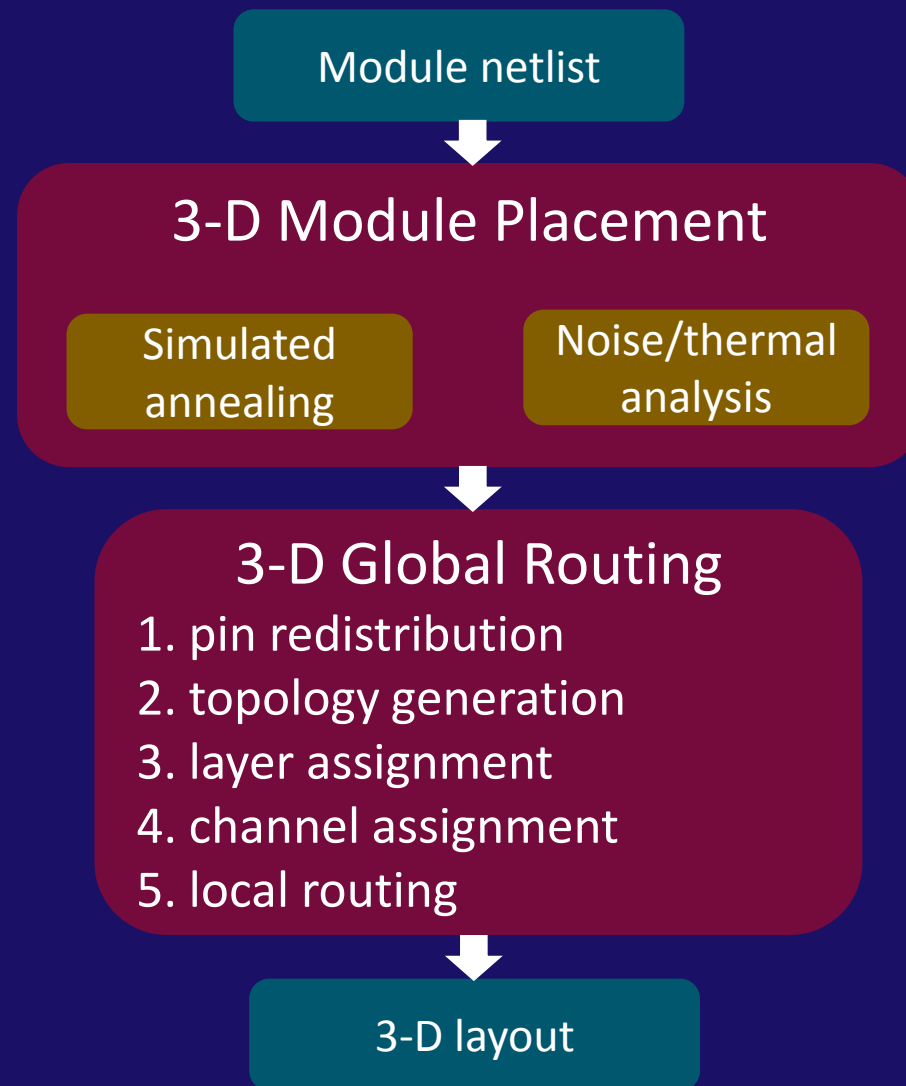 Module netlist
3-D Module Placement
Simulated
annealing
Noise/thermal
analysis
3-D Global Routing
1. pin redistribution
2. topology generation
3. layer assignment
4. channel assignment
5. local routing
3-D layout